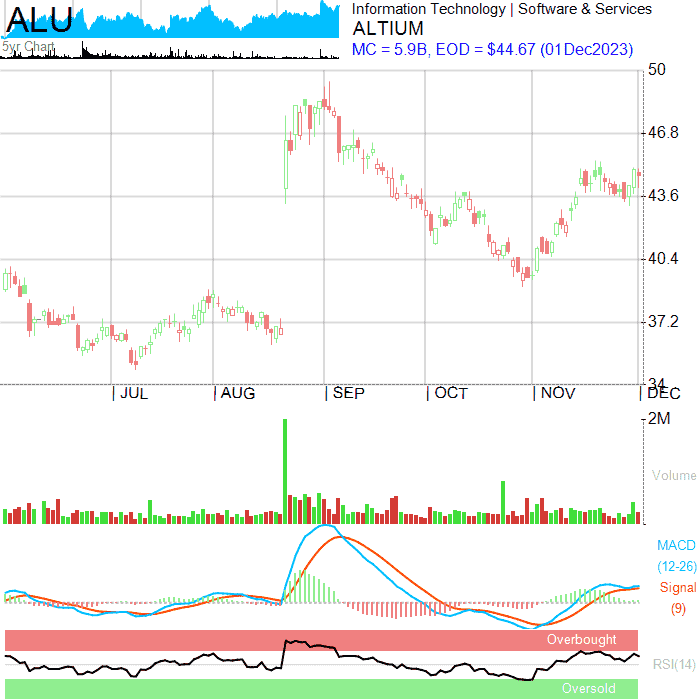 ALU
5yr Chart
Information Technology | Software & Services
ALTIUM
MC = 5.9B, EOD = $44.67 (01Dec2023)
50
46.8
43.6
40.4
37.2
34
JUL AUG SEP OCT NOV DEC
2M
Volume
MACD
(12-26)
Signal
(9)
Overbought
RSI(14)
Oversold